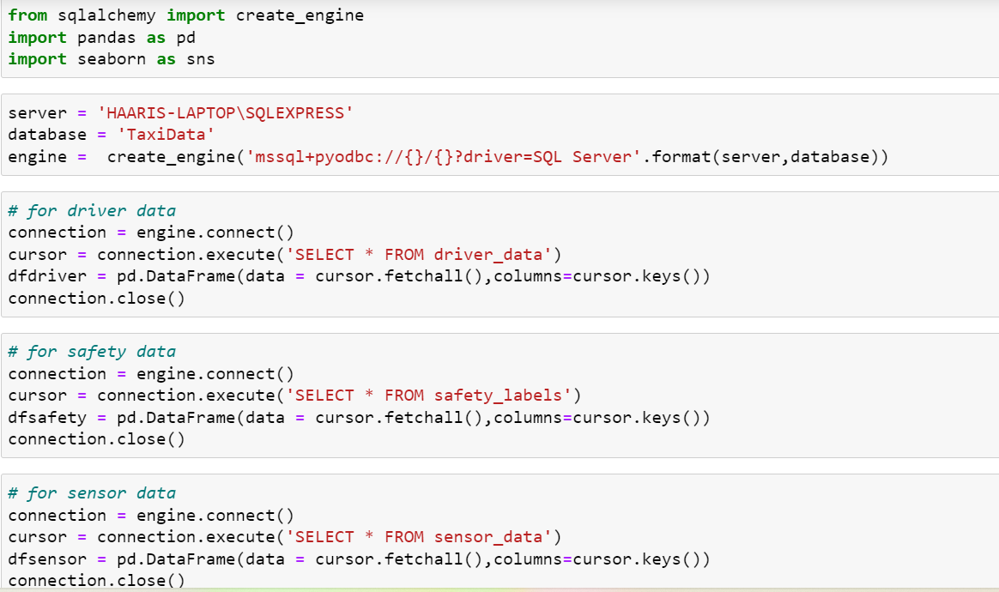 from sqlalchemy import create_engine
import pandas as pd
import seaborn as sns
server = 'HAARIS-LAPTOP\SQLEXPRESS'
database = 'TaxiData'
engine =  create_engine('mssql+pyodbc://{}/{}?driver=SQL Server'.format(server,database))
# for driver data
connection = engine.connect()
cursor = connection.execute('SELECT * FROM driver_data')
dfdriver = pd.DataFrame(data = cursor.fetchall(),columns=cursor.keys())
connection.close()
# for safety data
connection = engine.connect()
cursor = connection.execute('SELECT * FROM safety_labels')
dfsafety = pd.DataFrame(data = cursor.fetchall(),columns=cursor.keys())
connection.close()
# for sensor data
connection = engine.connect()
cursor = connection.execute('SELECT * FROM sensor_data')
dfsensor = pd.DataFrame(data = cursor.fetchall(),columns=cursor.keys())
connection.close()